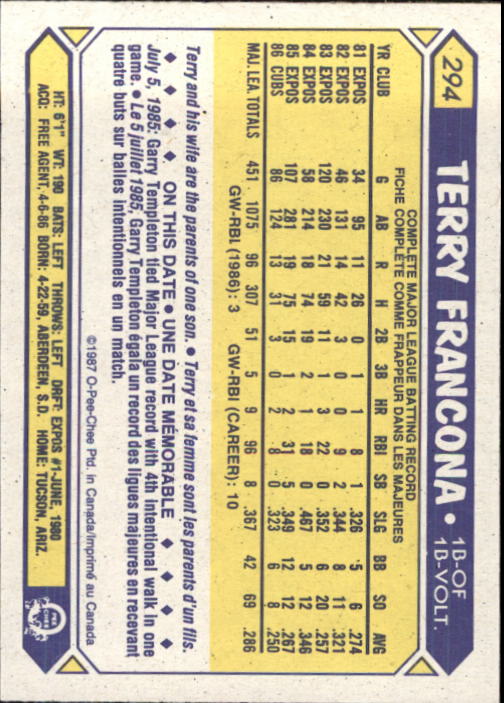 294
TERRY FRANCONA • 1B-OF
1B-VOLT.
COMPLETE MAJOR LEAGUE BATTING RECORD
FICHE COMPLÈTE COMME FRAPPEUR DANS LES MAJEURES
YR CLUB G AB R H 2B 3B HR RBI SB SLG BB SO AVG
81 EXPOS 34 95 11 26 0 1 1 8 1 .326 5 6 .274
82 EXPOS 46 131 14 42 3 0 0 9 2 .344 8 11 .321
83 EXPOS 120 230 21 59 11 1 3 22 0 .352 6 20 .257
84 EXPOS 58 214 18 74 19 2 1 18 0 .467 5 12 .346
85 EXPOS 107 281 19 75 15 1 2 31 5 .349 12 12 .267
86 CUBS 86 124 13 31 3 0 2 8 0 .323 6 8 .250
MAJ. LEA. TOTALS 451 1075 96 307 51 5 9 96 8 .367 42 69 .286
GW-RBI (1986): 3 GW-RBI (CAREER): 10
Terry and his wife are the parents of one son. • Terry et sa femme sont les parents d'un fils.
♦ ♦ ♦ ♦ ON THIS DATE • UNE DATE MÉMORABLE ♦ ♦ ♦ ♦
July 5, 1985: Garry Templeton tied Major League record with 4th intentional walk in one
game. • Le 5 juillet 1985, Garry Templeton égala un record des ligues majeures en recevant
quatre buts sur balles intentionnels en un match.
©1987 O-Pee-Chee Ptd. in Canada/Imprimé au Canada
HT: 6'1" WT: 190 BATS: LEFT THROWS: LEFT DRFT: EXPOS #1-JUNE, 1980
ACQ: FREE AGENT, 4-6-86 BORN: 4-22-59, ABERDEEN, S.D. HOME: TUCSON, ARIZ.
O PEE CHEE